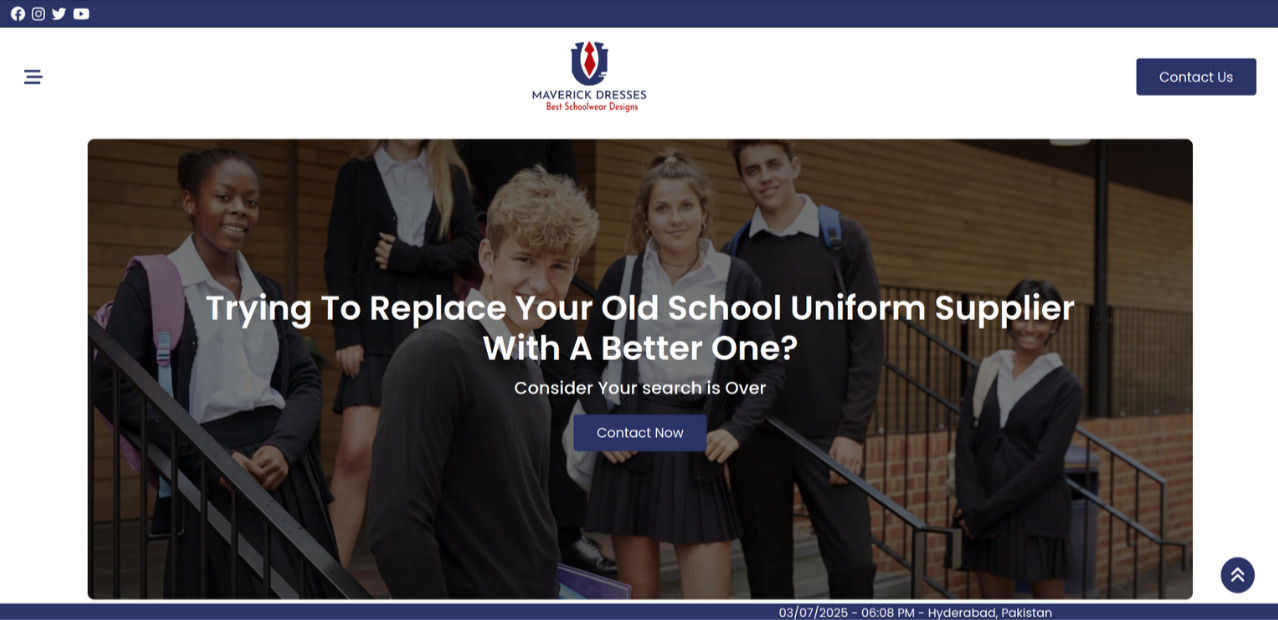 MAVERICK DRESSES
Best Schoolwear Designs
Contact Us
Trying To Replace Your Old School Uniform Supplier
With A Better One?
Consider Your search is Over
Contact Now
03/07/2025 - 06:08 PM - Hyderabad, Pakistan